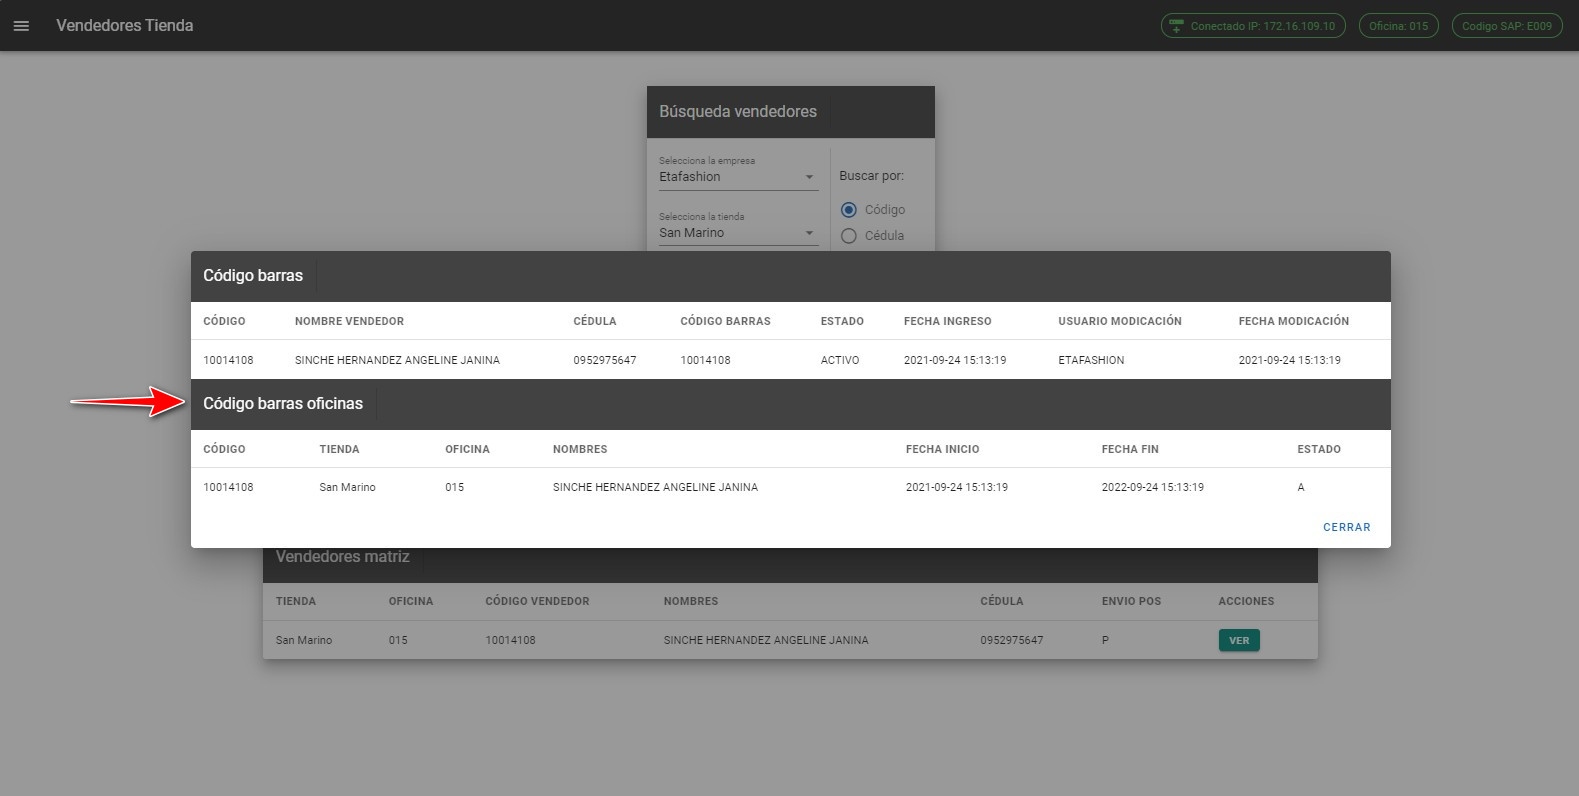 Vendedores Tienda
Conectado IP: 172.16.109.10 Oficina: 015 Codigo SAP: E009
Búsqueda vendedores
Selecciona la empresa
Etafashion
Selecciona la tienda
San Marino
Buscar por:
Código
Cédula
Código barras
CÓDIGO NOMBRE VENDEDOR CÉDULA CÓDIGO BARRAS ESTADO FECHA INGRESO USUARIO MODICACIÓN FECHA MODICACIÓN
10014108 SINCHE HERNANDEZ ANGELINE JANINA 0952975647 10014108 ACTIVO 2021-09-24 15:13:19 ETAFASHION 2021-09-24 15:13:19
Código barras oficinas
CÓDIGO TIENDA OFICINA NOMBRES FECHA INICIO FECHA FIN ESTADO
10014108 San Marino 015 SINCHE HERNANDEZ ANGELINE JANINA 2021-09-24 15:13:19 2022-09-24 15:13:19 A
CERRAR
Vendedores matriz
TIENDA OFICINA CÓDIGO VENDEDOR NOMBRES CÉDULA ENVIO POS ACCIONES
San Marino 015 10014108 SINCHE HERNANDEZ ANGELINE JANINA 0952975647 P VER